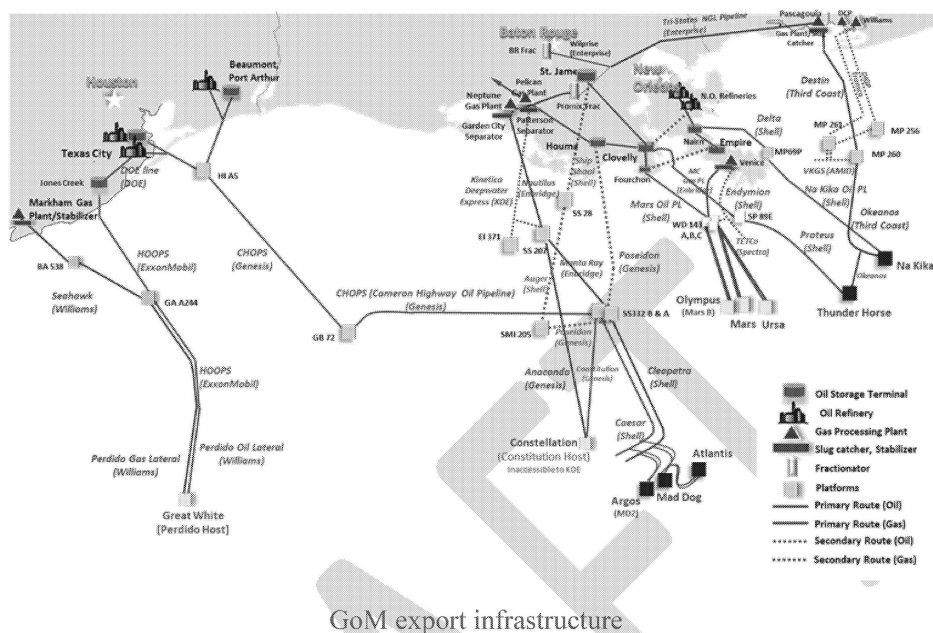 Pascagoula
DCP
Williams
Gas Plant/Slug
Catcher
Tri-States NGL Pipeline
(Enterprise)
Baton Rouge
BR Frac
Wilprise
(Enterprise)
St. Jame
New
Orleans
N.O. Refineries
Destin
(Third Coast)
Houston
Beaumont,
Port Arthur
Neptune
Gas Plant
Pelican
Gas Plant
Promix Frac
Garden City
Separator
Patterson
Separator
Delta
(Shell)
MP 261
MP 256
Texas City
Houma
Clovelly
Nairn
Empire
Venice
MP69P
MP 260
DOE line
(DOE)
HI A5
Ship
Shoal
(Shell)
Fourchon
VKGS (AMID)
Jones Creek
Kinetica
Deepwater
Express (KDE)
Nautilus
(Enbridge)
MC
Gas PL
(Enbridge)
Endymion
(Shell)
Na Kika Oil PL
(Shell)
Markham Gas
Plant/Stabilizer
SS 28
Mars Oil PL
(Shell)
WD 143
A,B,C
SP 89E
Okeanos
(Third Coast)
BA 538
HOOPS
(ExxonMobil)
CHOPS
(Genesis)
EI 371
SS 207
TETCo
(Spectra)
Proteus
(Shell)
Na Kika
Okeanos
Seahawk
(Williams)
GA A244
Manta Ray
(Enbridge)
Poseidon
(Genesis)
Auger
(Shell)
CHOPS (Cameron Highway Oil Pipeline)
(Genesis)
GB 72
SMI 205
SS332 B & A
Olympus
(Mars B)
Mars
Ursa
Thunder Horse
Poseidon
(Genesis)
HOOPS
(ExxonMobil)
Anaconda
(Genesis)
Constitution
(Genesis)
Cleopatra
(Shell)
Caesar
(Shell)
Perdido Gas Lateral
(Williams)
Perdido Oil Lateral
(Williams)
Constellation
(Constitution Host)
Inaccessible to KDE
Atlantis
Mad Dog
Argos
(MD2)
Great White
[Perdido Host]
Oil Storage Terminal
Oil Refinery
Gas Processing Plant
Slug catcher, Stabilizer
Fractionator
Platforms
Primary Route (Oil)
Primary Route (Gas)
Secondary Route (Oil)
Secondary Route (Gas)
GoM export infrastructure